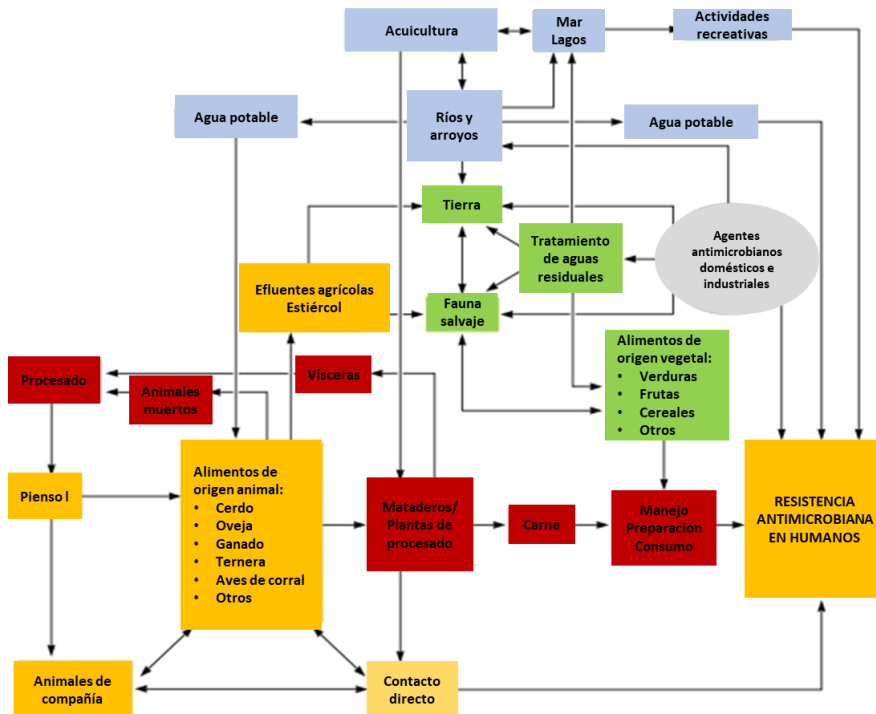 Acuicultura
Mar
Lagos
Actividades
recreativas
Agua potable
Ríos y
arroyos
Agua potable
Tierra
Tratamiento
de aguas
residuales
Agentes
antimicrobianos
domésticos e
industriales
Efluentes agrícolas
Estiércol
Fauna
salvaje
Alimentos de
origen vegetal:
• Verduras
• Frutas
• Cereales
• Otros
Procesado
Vísceras
Animales
muertos
Pienso l
Alimentos de
origen animal:
• Cerdo
• Oveja
• Ganado
• Ternera
• Aves de corral
• Otros
Mataderos/
Plantas de
procesado
Carne
Manejo
Preparación
Consumo
RESISTENCIA
ANTIMICROBIANA
EN HUMANOS
Animales de
compañía
Contacto
directo